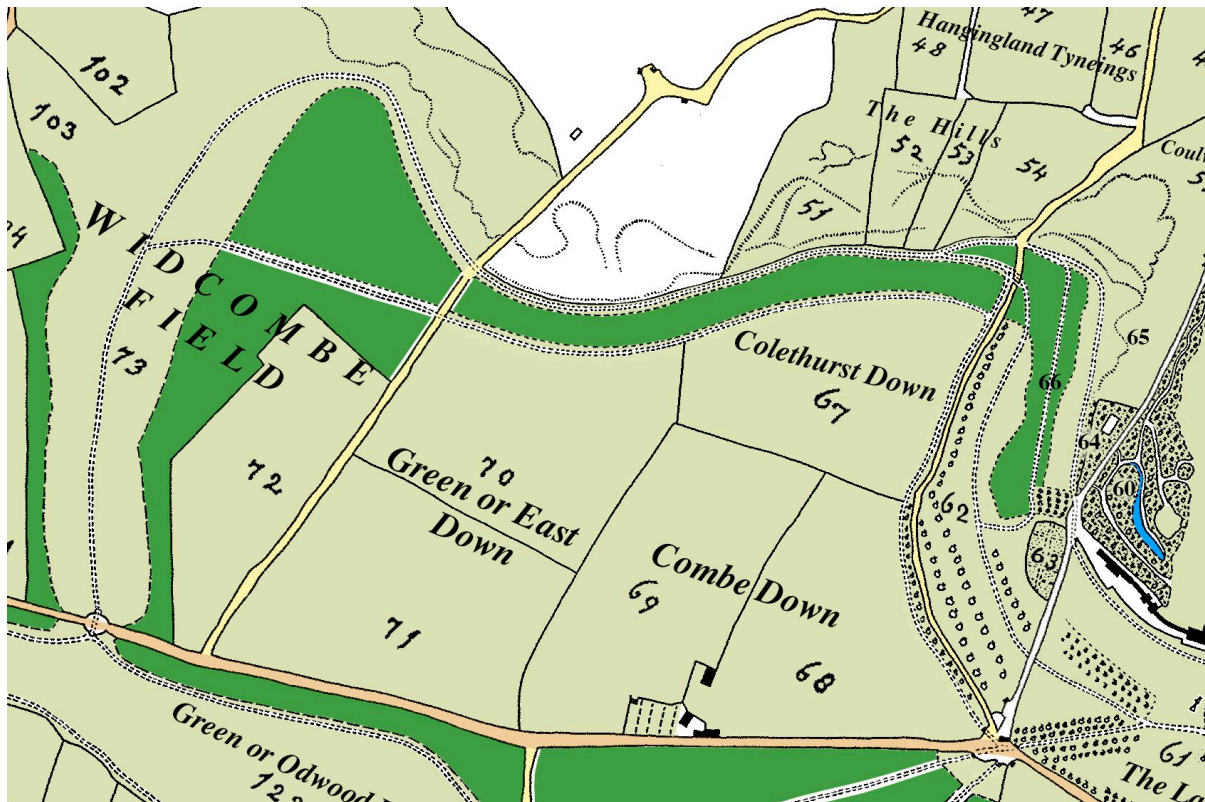 47
Hangingland Tyneings
48
46
102
103
The Hills
52
53
54
51
WIDCOMBE
FIELD
73
65
Colethurst Down
67
66
64
60
70
Green or East
Down
72
62
63
Combe Down
69
71
68
Green or Odwood
61
The